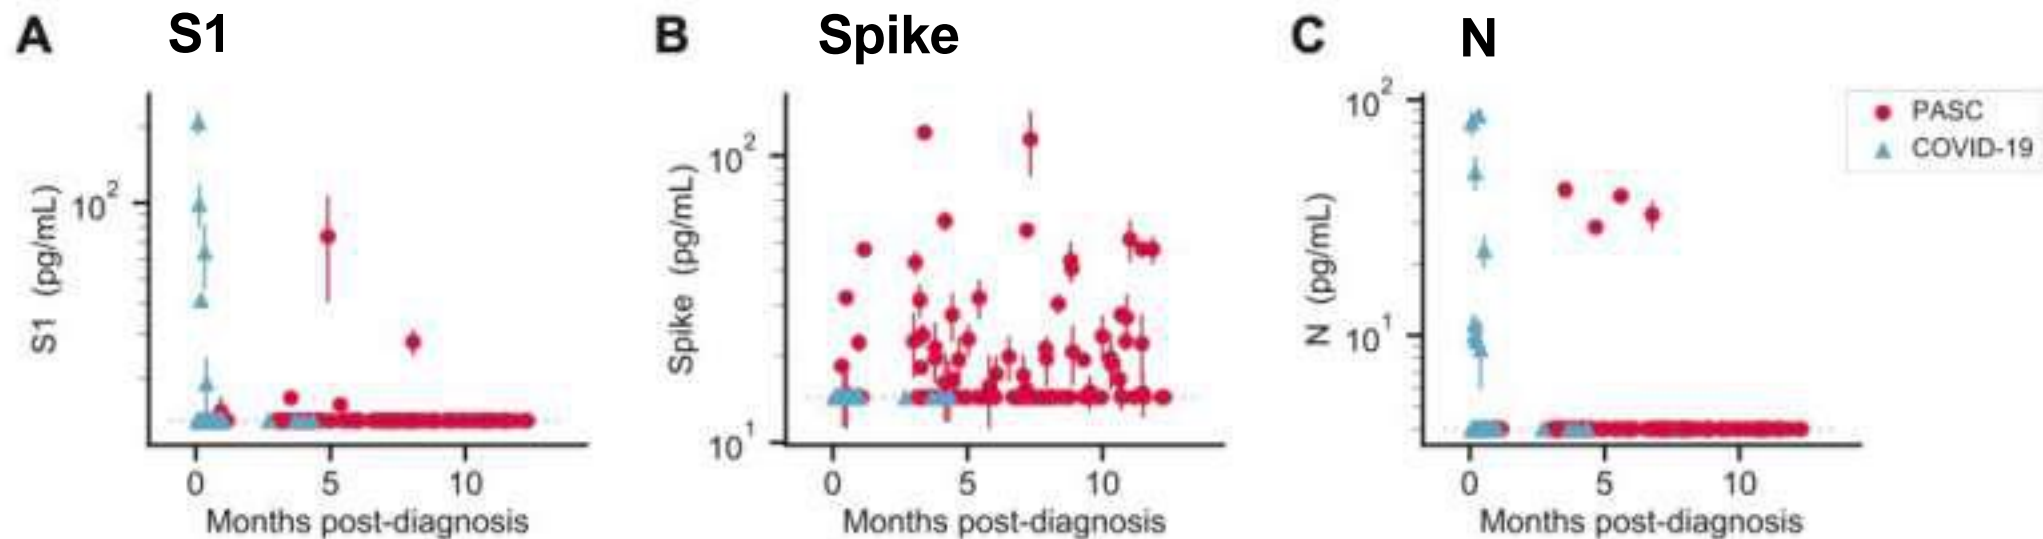 A S1
S1 (pg/mL)
10²
0 5 10
Months post-diagnosis
B Spike
Spike (pg/mL)
10²
10¹
0 5 10
Months post-diagnosis
C N
N (pg/mL)
10²
10¹
0 5 10
Months post-diagnosis
PASC
COVID-19